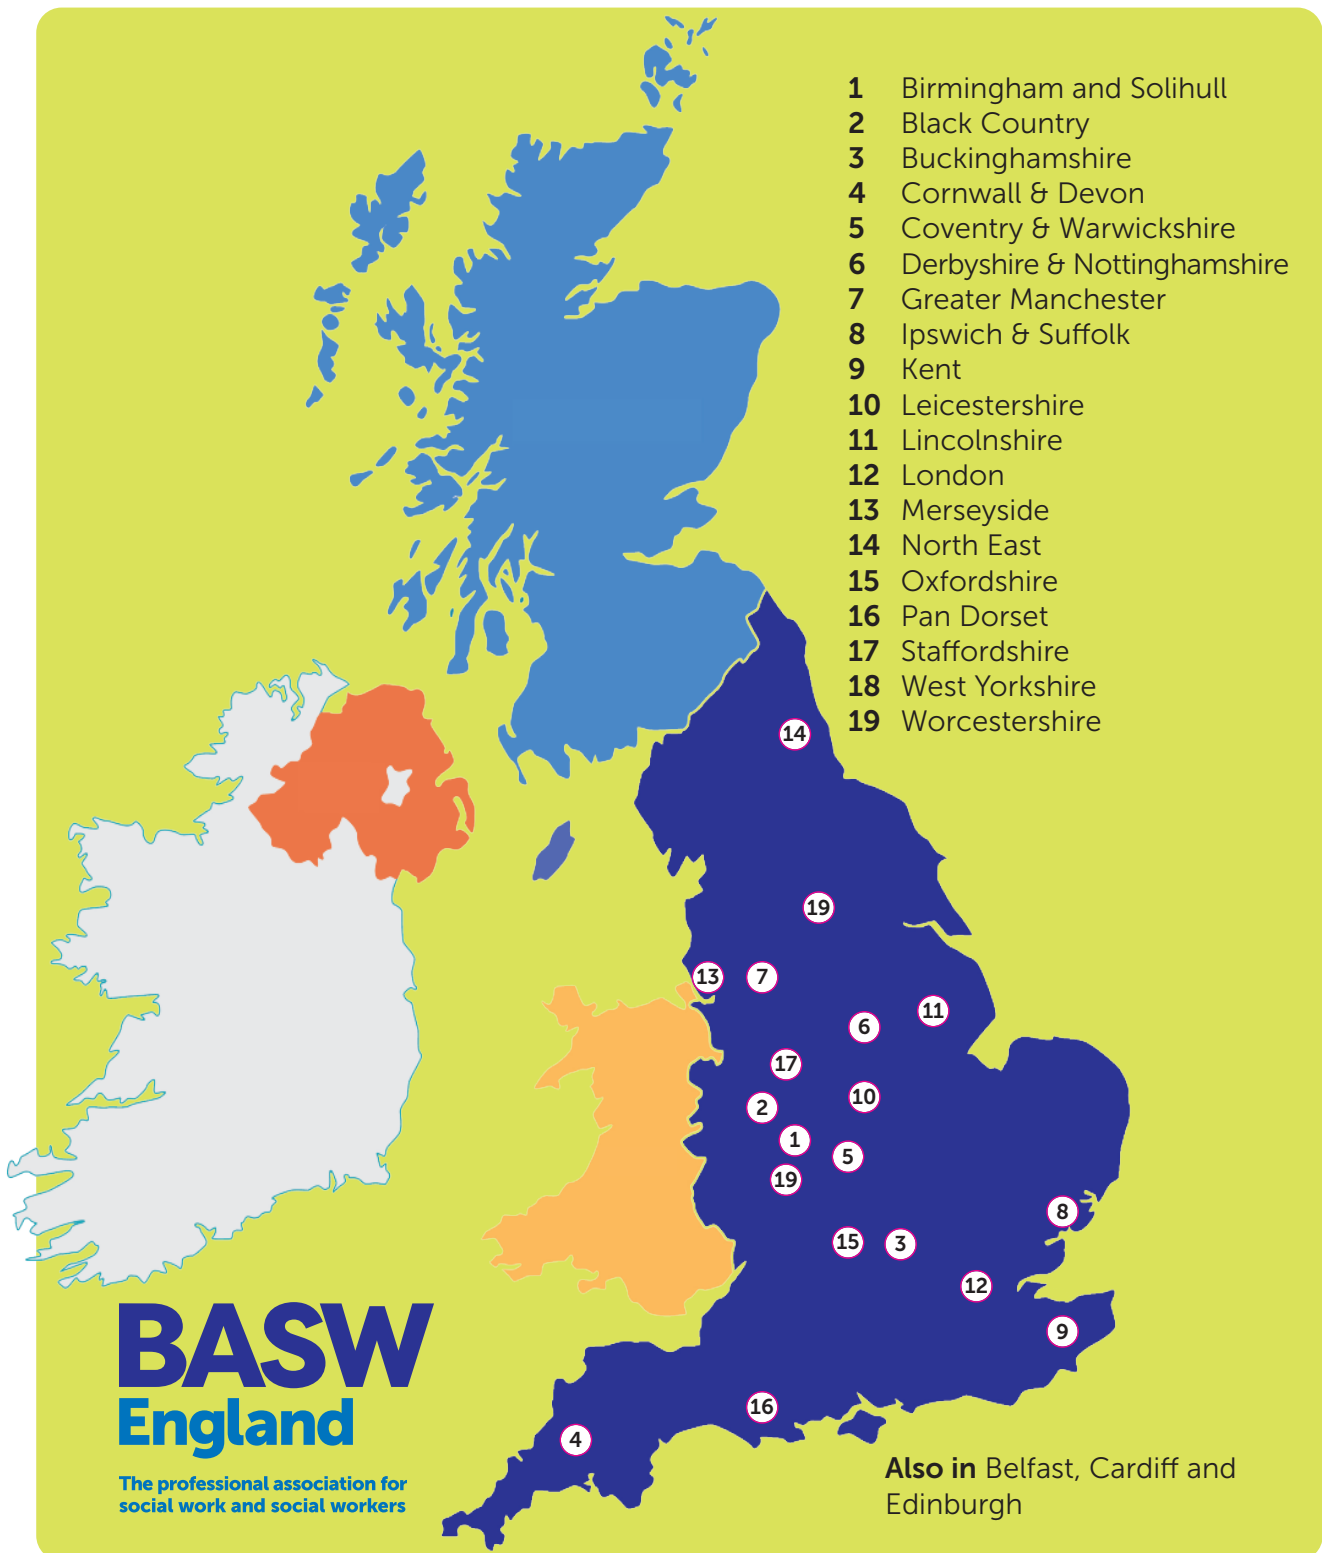 1 Birmingham and Solihull
2 Black Country
3 Buckinghamshire
4 Cornwall & Devon
5 Coventry & Warwickshire
6 Derbyshire & Nottinghamshire
7 Greater Manchester
8 Ipswich & Suffolk
9 Kent
10 Leicestershire
11 Lincolnshire
12 London
13 Merseyside
14 North East
15 Oxfordshire
16 Pan Dorset
17 Staffordshire
18 West Yorkshire
19 Worcestershire
14
19
13 7
11
6
17
10
2
1
5
19
8
15 3
12
9
16
4
BASW
England
The professional association for
social work and social workers
Also in Belfast, Cardiff and
Edinburgh